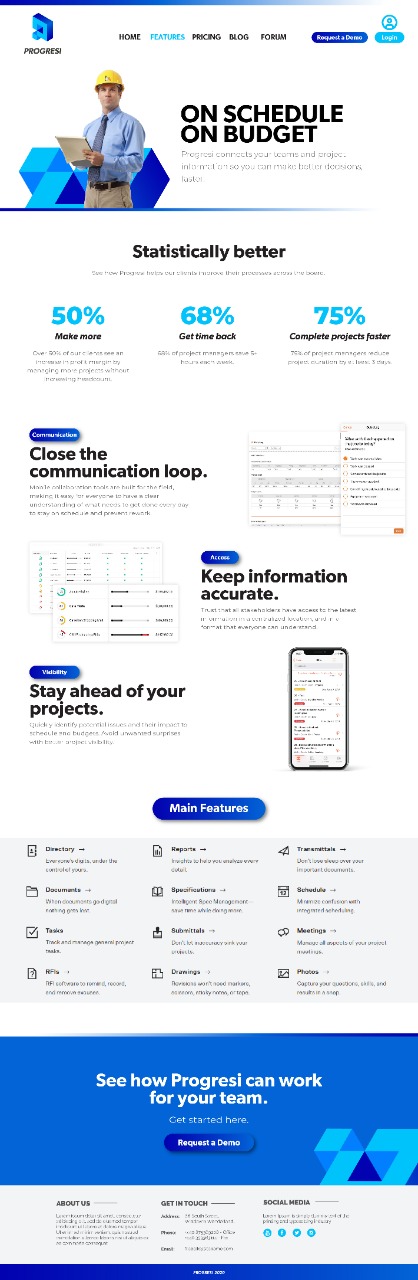 PROGRESI
HOME FEATURES PRICING BLOG FORUM
Request a Demo
Login
ON SCHEDULE
ON BUDGET
Progresi connects your teams and project
information so you can make better decisions,
faster.
Statistically better
See how Progresi helps our clients improve their processes across the board.
50%
Make more
Over 50% of our clients see an
increase in profit margin by
managing more projects without
increasing headcount.
68%
Get time back
68% of project managers save 5+
hours each week.
75%
Complete projects faster
75% of project managers reduce
project duration by at least 3 days.
Communication
Close the
communication loop.
Mobile collaboration tools are built for the field,
making it easy for everyone to have a clear
understanding of what needs to get done every day
to stay on schedule and prevent rework.
Access
Keep information
accurate.
Trust that all stakeholders have access to the latest
information in a centralized location, and in a
format that everyone can understand.
Visibility
Stay ahead of your
projects.
Quickly identify potential issues and their impact to
schedule and budgets. Avoid unwanted surprises
with better project visibility.
Main Features
Directory →
Everyone's digits, under the
control of yours.
Reports →
Insights to help you analyze every
detail.
Transmittals →
Don't lose sleep over your
important documents.
Documents →
When documents go digital
nothing gets lost.
Specifications →
Intelligent Spec Management—
save time while doing more.
Schedule →
Minimize confusion with
integrated scheduling.
Tasks
Track and manage general project
tasks.
Submittals →
Don't let inaccuracy sink your
projects.
Meetings →
Manage all aspects of your project
meetings.
RFIs →
RFI software to remind, record,
and remove excuses.
Drawings →
Revisions won't need markers,
scissors, sticky notes, or tape.
Photos →
Capture your questions, skills, and
results in a snap.
See how Progresi can work
for your team.
Get started here.
Request a Demo
ABOUT US
GET IN TOUCH
Address:
Phone:
Email:
SOCIAL MEDIA
PROGRESI 2020